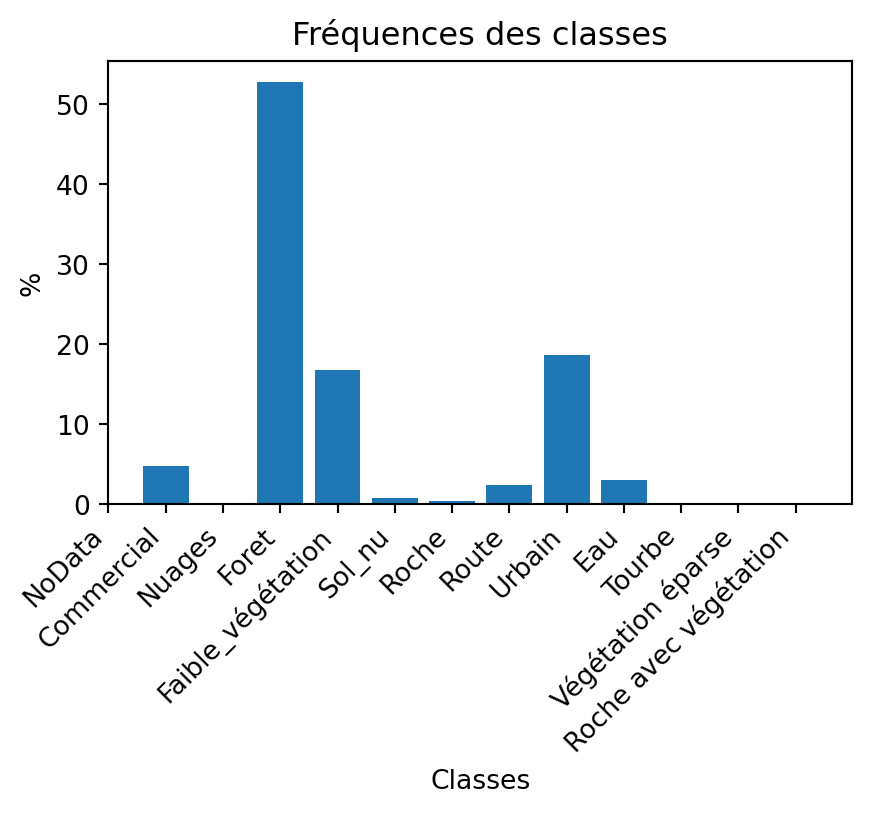 Fréquences des classes
%
50
40
30
20
10
0
NoData
Commercial
Nuages
Foret
Faible_végétation
Sol_nu
Roche
Route
Urbain
Eau
Tourbe
Végétation éparse
Roche avec végétation
Classes